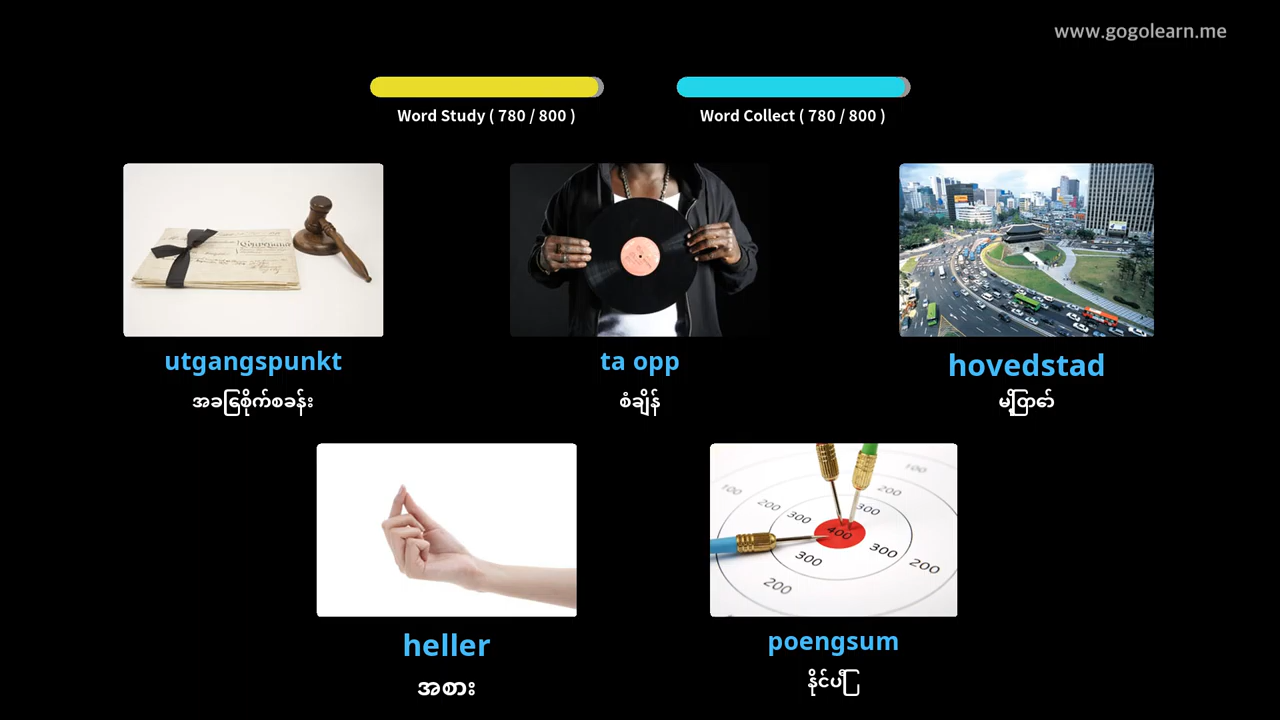 www.gogolearn.me
Word Study ( 780 / 800 )
Word Collect ( 780 / 800 )
utgangspunkt
ta opp
hovedstad
အခြေစိုက်စခန်း
စံချိန်
မြို့တော်
heller
poengsum
အစား
နိုင်ပြီ